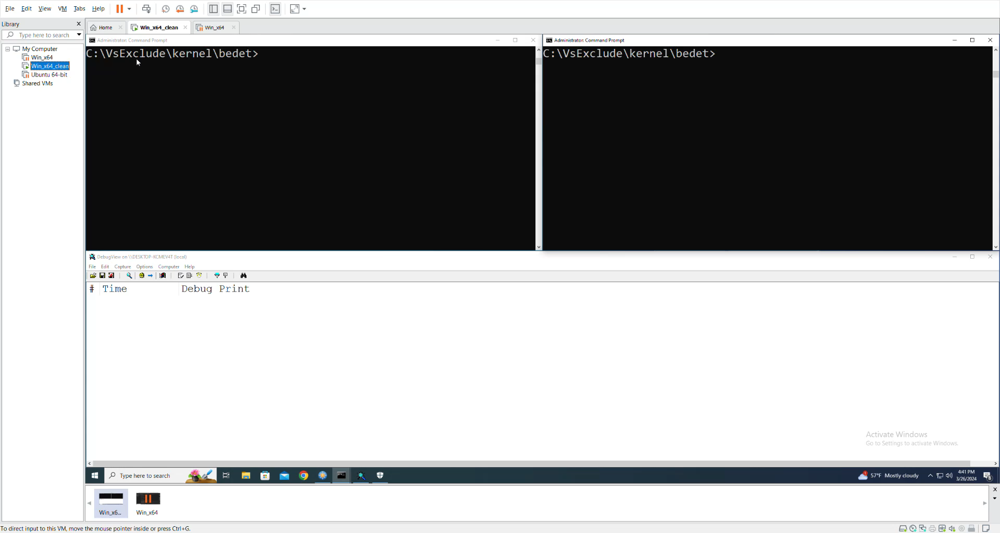 File Edit View VM Tabs Help
Library
Type here to search
My Computer
Win_x64
Win_x64_clean
Ubuntu 64-bit
Shared VMs
Home
Win_x64_clean
Win_x64
Administrator: Command Prompt
C:\VsExclude\kernel\bedet>
Administrator: Command Prompt
C:\VsExclude\kernel\bedet>
DebugView on \\DESKTOP-KCMEV4T (local)
File Edit Capture Options Computer Help
# Time Debug Print
Activate Windows
Go to Settings to activate Windows.
Type here to search
1
57°F Mostly cloudy
4:41 PM
3/26/2024
8
Win_x6...
Win_x64
To direct input to this VM, move the mouse pointer inside or press Ctrl+G.